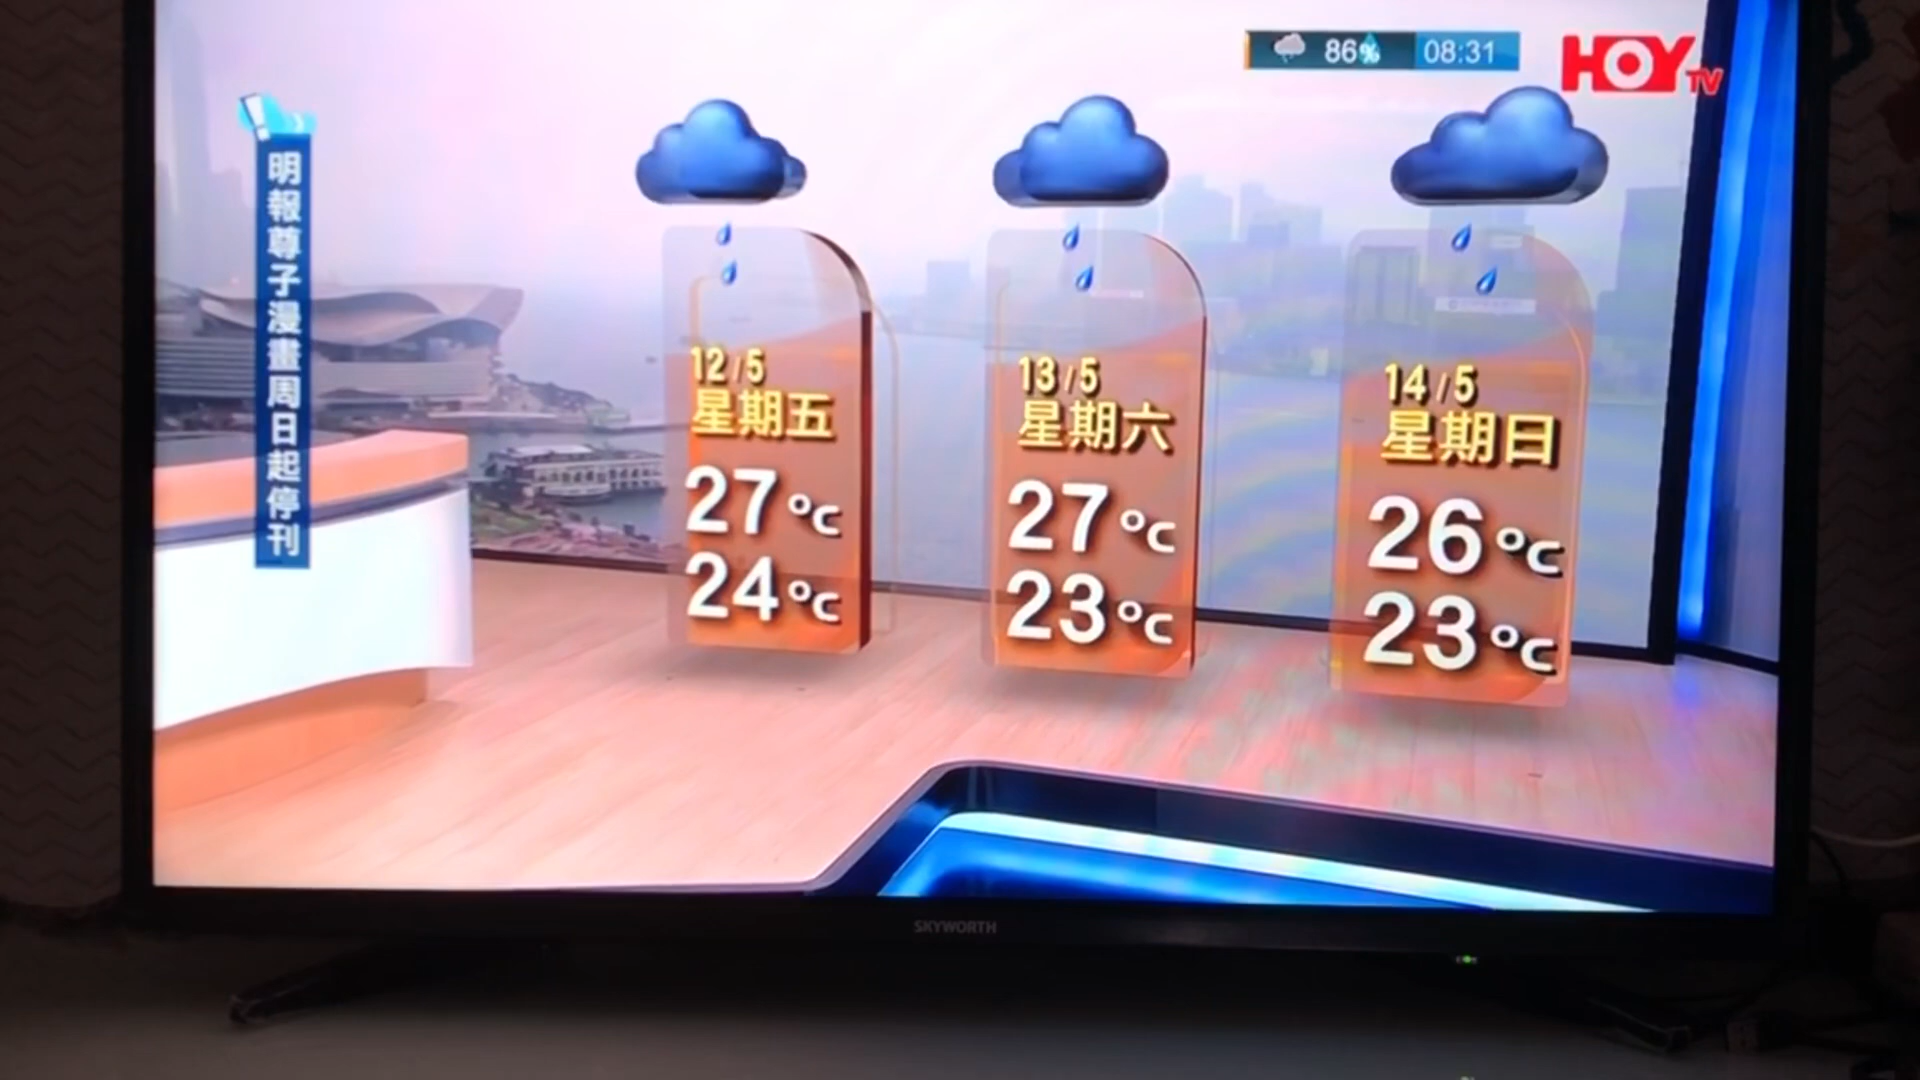 86% 08:31
HOY TV
明報尊子漫畫周日起停刊
12/5
星期五
27°C
24°C
13/5
星期六
27°C
23°C
14/5
星期日
26°C
23°C
SKYWORTH